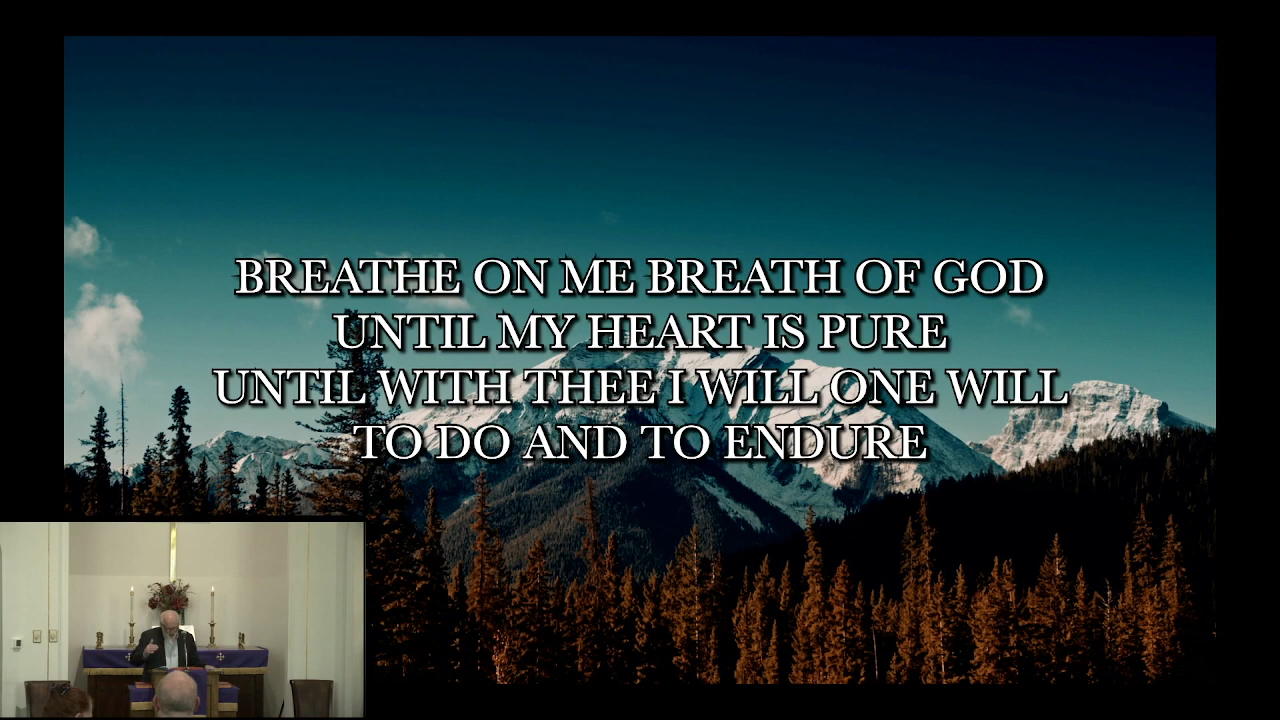 BREATHE ON ME BREATH OF GOD
UNTIL MY HEART IS PURE
UNTIL WITH THEE I WILL ONE WILL
TO DO AND TO ENDURE